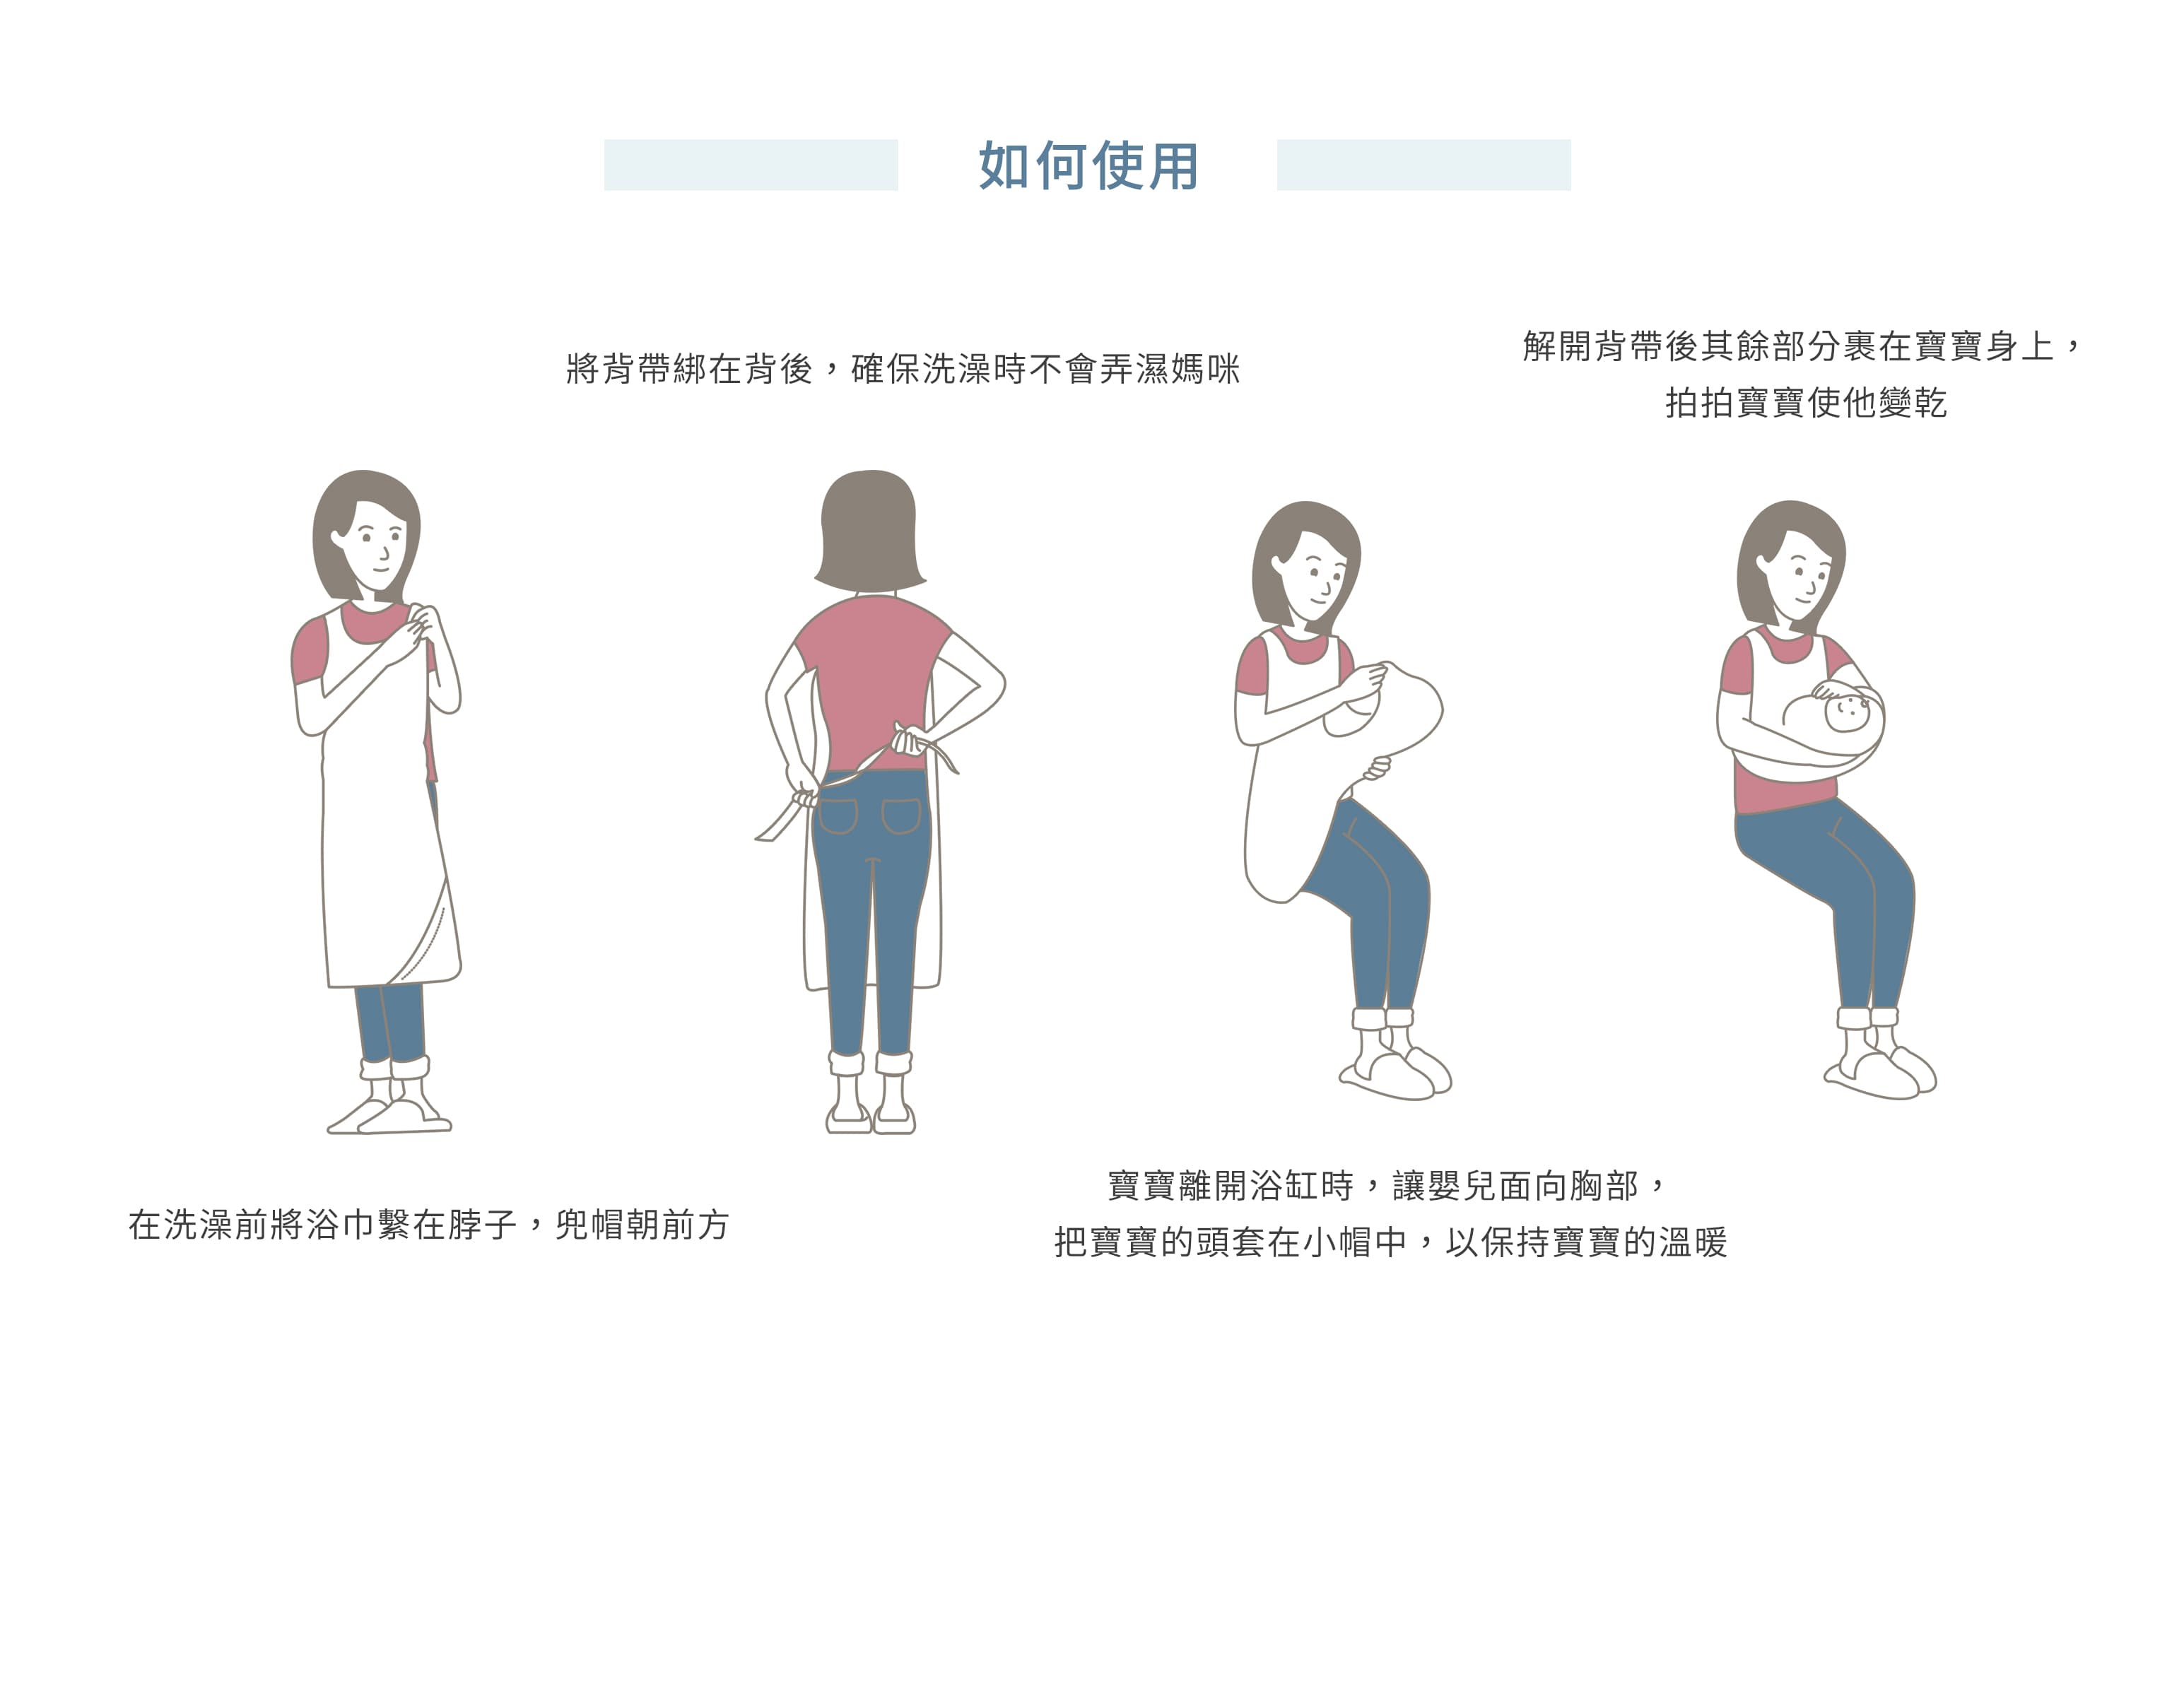 如何使用
在洗澡前將浴巾繫在脖子，兜帽朝前方
將背帶綁在背後，確保洗澡時不會弄濕媽咪
寶寶離開浴缸時，讓嬰兒面向胸部，
把寶寶的頭套在小帽中，以保持寶寶的溫暖
解開背帶後其餘部分裹在寶寶身上，
拍拍寶寶使他變乾